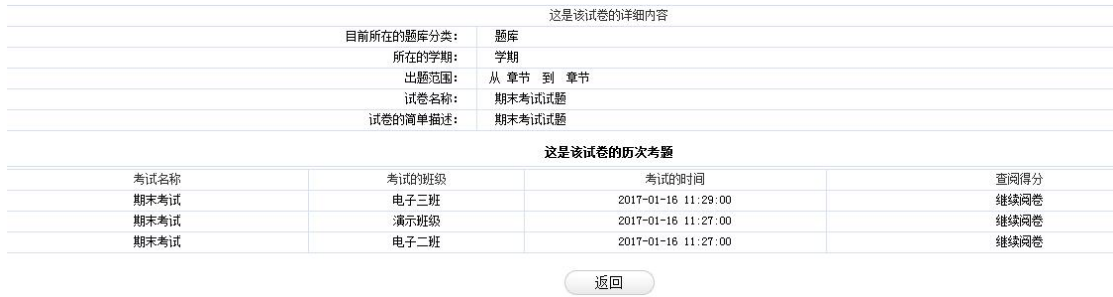 这是该试卷的详细内容
目前所在的题库分类： 题库
所在的学期： 学期
出题范围： 从 章节 到 章节
试卷名称： 期末考试试题
试卷的简单描述： 期末考试试题
这是该试卷的历次考题
考试名称 考试的班级 考试的时间 查阅得分
期末考试 电子三班 2017-01-16 11:29:00 继续阅卷
期末考试 演示班级 2017-01-16 11:27:00 继续阅卷
期末考试 电子二班 2017-01-16 11:27:00 继续阅卷
返回